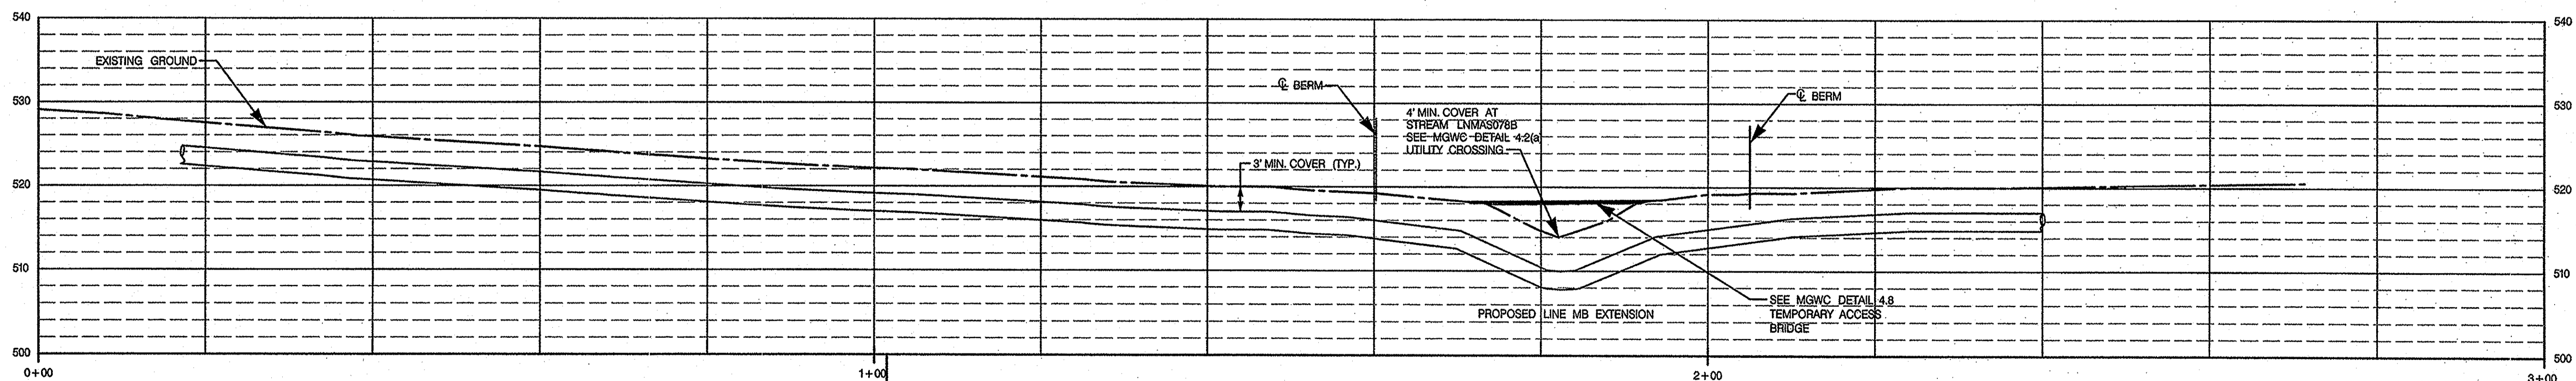 540
540
EXISTING GROUND
℄ BERM
℄ BERM
530
530
4' MIN. COVER AT
STREAM LNMAS078B
SEE MGWC DETAIL 4.2(a)
UTILITY CROSSING
3' MIN. COVER (TYP.)
520
520
510
510
SEE MGWC DETAIL 4.8
TEMPORARY ACCESS
BRIDGE
PROPOSED LINE MB EXTENSION
500
500
0+00
1+00
2+00
3+00